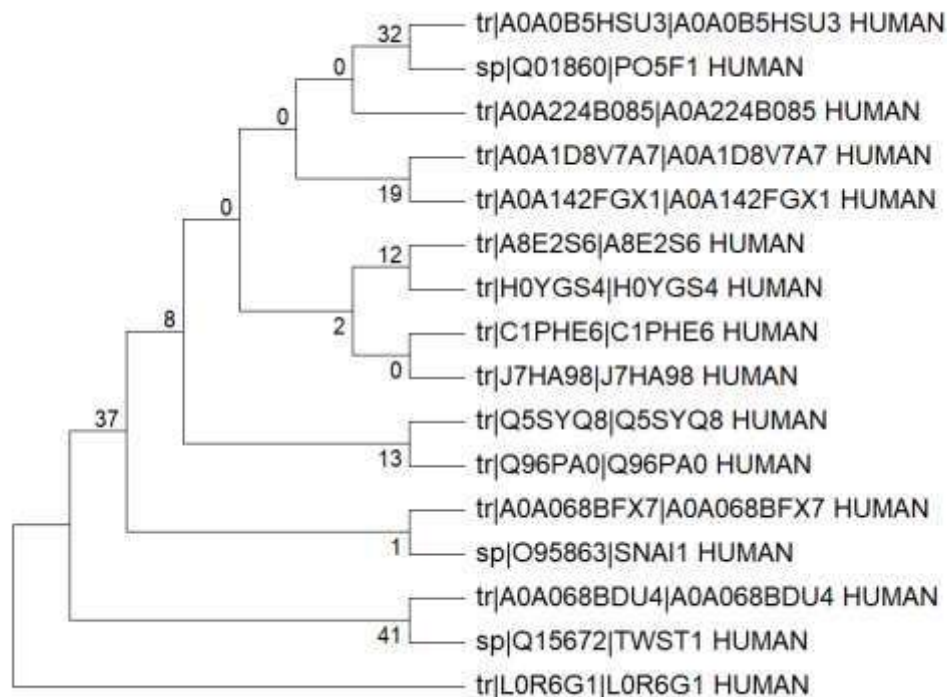 32
tr|A0A0B5HSU3|A0A0B5HSU3 HUMAN
0
sp|Q01860|PO5F1 HUMAN
tr|A0A224B085|A0A224B085 HUMAN
0
tr|A0A1D8V7A7|A0A1D8V7A7 HUMAN
19
tr|A0A142FGX1|A0A142FGX1 HUMAN
0
tr|A8E2S6|A8E2S6 HUMAN
12
tr|H0YGS4|H0YGS4 HUMAN
8
2
tr|C1PHE6|C1PHE6 HUMAN
0
tr|J7HA98|J7HA98 HUMAN
37
tr|Q5SYQ8|Q5SYQ8 HUMAN
13
tr|Q96PA0|Q96PA0 HUMAN
tr|A0A068BFX7|A0A068BFX7 HUMAN
1
sp|O95863|SNAI1 HUMAN
tr|A0A068BDU4|A0A068BDU4 HUMAN
41
sp|Q15672|TWST1 HUMAN
tr|L0R6G1|L0R6G1 HUMAN